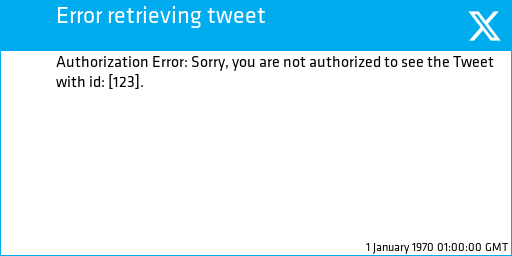 Error retrieving tweet
Authorization Error: Sorry, you are not authorized to see the Tweet
with id: [123].
1 January 1970 01:00:00 GMT